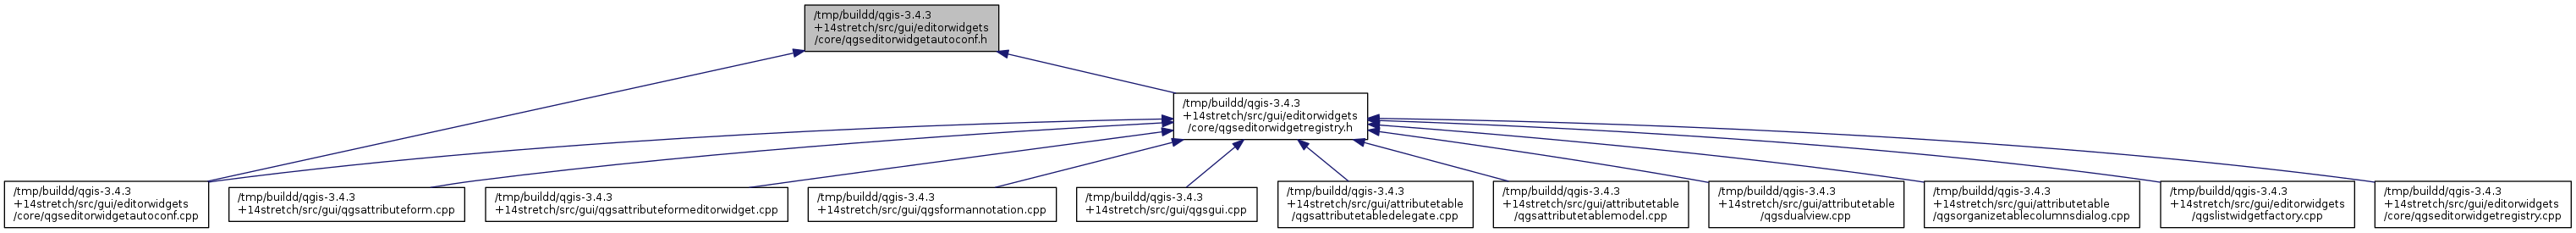 /tmp/buildd/qgis-3.4.3
+14stretch/src/gui/editorwidgets
/core/qgseditorwidgetautoconf.h
/tmp/buildd/qgis-3.4.3
+14stretch/src/gui/editorwidgets
/core/qgseditorwidgetregistry.h
/tmp/buildd/qgis-3.4.3
+14stretch/src/gui/editorwidgets
/core/qgseditorwidgetautoconf.cpp
/tmp/buildd/qgis-3.4.3
+14stretch/src/gui/qgsattributeform.cpp
/tmp/buildd/qgis-3.4.3
+14stretch/src/gui/qgsattributeformeditorwidget.cpp
/tmp/buildd/qgis-3.4.3
+14stretch/src/gui/qgsformannotation.cpp
/tmp/buildd/qgis-3.4.3
+14stretch/src/gui/qgsgui.cpp
/tmp/buildd/qgis-3.4.3
+14stretch/src/gui/attributetable
/qgsattributetabledelegate.cpp
/tmp/buildd/qgis-3.4.3
+14stretch/src/gui/attributetable
/qgsattributetablemodel.cpp
/tmp/buildd/qgis-3.4.3
+14stretch/src/gui/attributetable
/qgsdualview.cpp
/tmp/buildd/qgis-3.4.3
+14stretch/src/gui/attributetable
/qgsorganizetablecolumnsdialog.cpp
/tmp/buildd/qgis-3.4.3
+14stretch/src/gui/editorwidgets
/qgslistwidgetfactory.cpp
/tmp/buildd/qgis-3.4.3
+14stretch/src/gui/editorwidgets
/core/qgseditorwidgetregistry.cpp